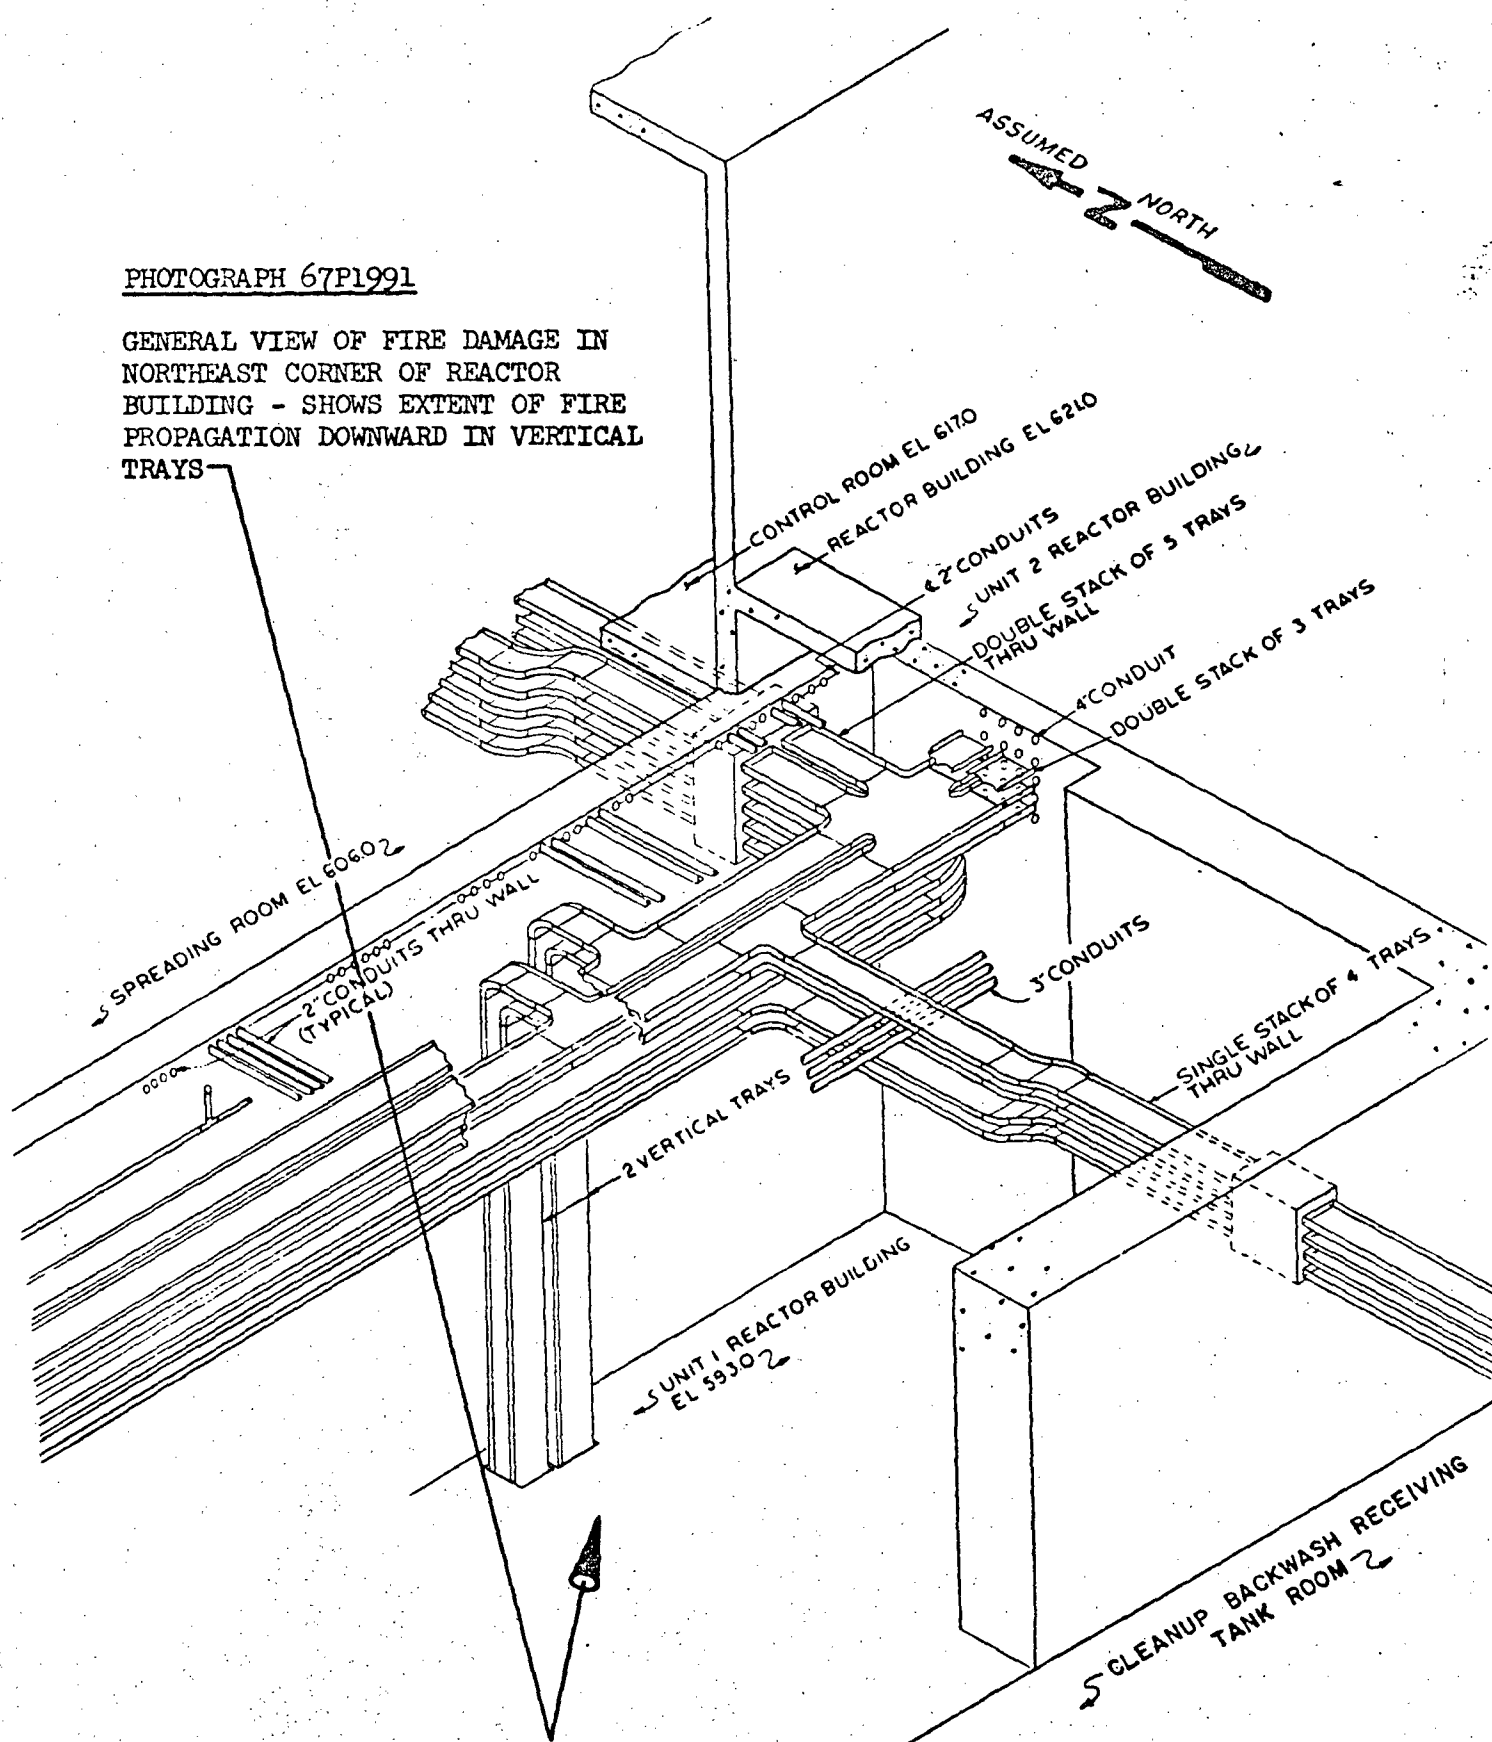 ASSUMED
N
NORTH
PHOTOGRAPH 67P1991
GENERAL VIEW OF FIRE DAMAGE IN
NORTHEAST CORNER OF REACTOR
BUILDING - SHOWS EXTENT OF FIRE
PROPAGATION DOWNWARD IN VERTICAL
TRAYS
CONTROL ROOM EL 617.0
REACTOR BUILDING EL 621.0
2" CONDUITS
UNIT 2 REACTOR BUILDING
DOUBLE STACK OF 5 TRAYS
THRU WALL
4" CONDUIT
DOUBLE STACK OF 3 TRAYS
SPREADING ROOM EL 606.0
2" CONDUITS THRU WALL
(TYPICAL)
3" CONDUITS
SINGLE STACK OF 4 TRAYS
THRU WALL
2 VERTICAL TRAYS
UNIT 1 REACTOR BUILDING
EL 593.0
CLEANUP BACKWASH RECEIVING
TANK ROOM